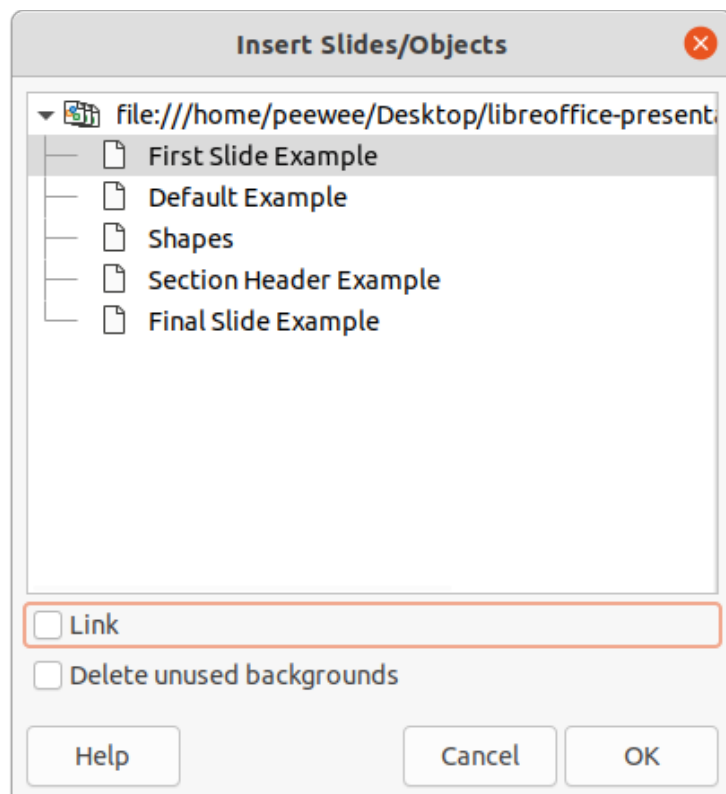 Insert Slides/Objects
file:///home/peewee/Desktop/libreoffice-presenta
First Slide Example
Default Example
Shapes
Section Header Example
Final Slide Example
Link
Delete unused backgrounds
Help Cancel OK